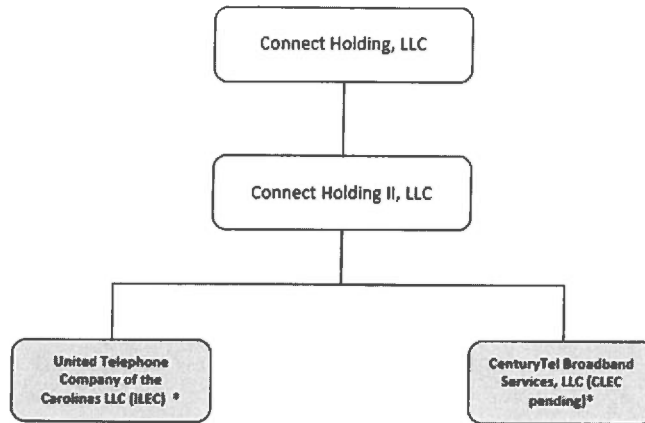 Connect Holding, LLC
Connect Holding II, LLC
United Telephone
Company of the
Carolinas LLC (ILEC) *
CenturyTel Broadband
Services, LLC (CLEC
pending)*